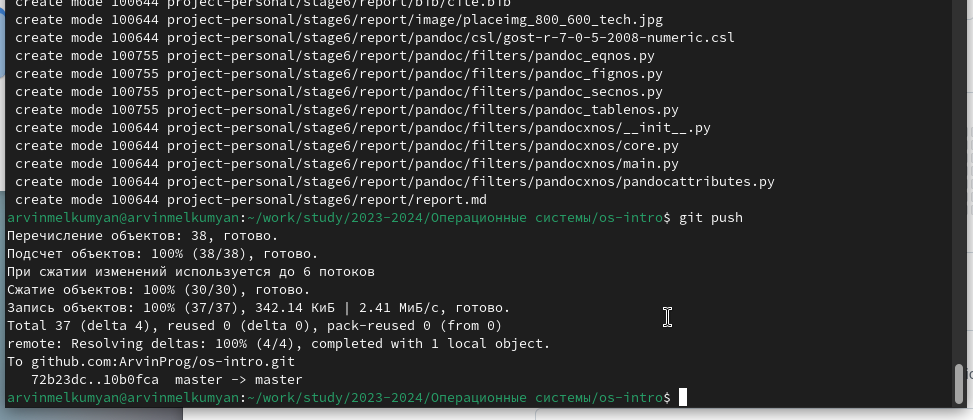 create mode 100644 project-personal/stage6/report/bib/cite.bib
create mode 100644 project-personal/stage6/report/image/placeimg_800_600_tech.jpg
create mode 100644 project-personal/stage6/report/pandoc/csl/gost-r-7-0-5-2008-numeric.csl
create mode 100755 project-personal/stage6/report/pandoc/filters/pandoc_eqnos.py
create mode 100755 project-personal/stage6/report/pandoc/filters/pandoc_fignos.py
create mode 100755 project-personal/stage6/report/pandoc/filters/pandoc_secnos.py
create mode 100755 project-personal/stage6/report/pandoc/filters/pandoc_tablenos.py
create mode 100644 project-personal/stage6/report/pandoc/filters/pandocxnos/__init__.py
create mode 100644 project-personal/stage6/report/pandoc/filters/pandocxnos/core.py
create mode 100644 project-personal/stage6/report/pandoc/filters/pandocxnos/main.py
create mode 100644 project-personal/stage6/report/pandoc/filters/pandocxnos/pandocattributes.py
create mode 100644 project-personal/stage6/report/report.md
arvinmelkumyan@arvinmelkumyan:~/work/study/2023-2024/Операционные системы/os-intro$ git push
Перечисление объектов: 38, готово.
Подсчет объектов: 100% (38/38), готово.
При сжатии изменений используется до 6 потоков
Сжатие объектов: 100% (30/30), готово.
Запись объектов: 100% (37/37), 342.14 КиБ | 2.41 МиБ/с, готово.
Total 37 (delta 4), reused 0 (delta 0), pack-reused 0 (from 0)
remote: Resolving deltas: 100% (4/4), completed with 1 local object.
To github.com:ArvinProg/os-intro.git
72b23dc..10b0fca  master -> master
arvinmelkumyan@arvinmelkumyan:~/work/study/2023-2024/Операционные системы/os-intro$